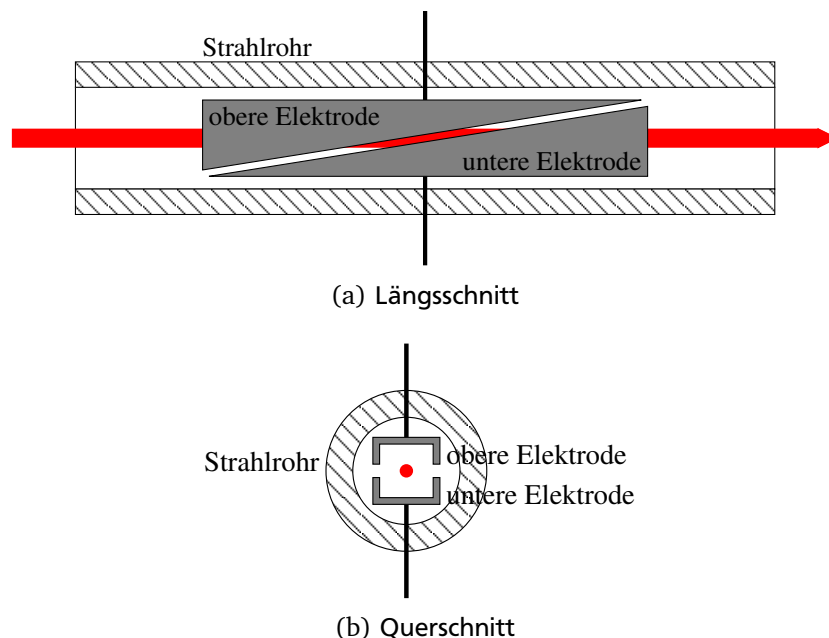 Strahlrohr
obere Elektrode
untere Elektrode
(a) Längsschnitt
Strahlrohr
obere Elektrode
untere Elektrode
(b) Querschnitt